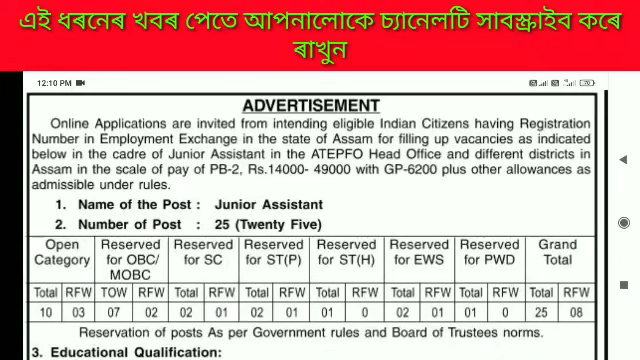 এই ধৰনেৰ খবৰ পেতে আপনালোকে চ্যানেলটি সাবস্ক্ৰাইব কৰে
ৰাখুন
12:10 PM
ADVERTISEMENT
Online Applications are invited from intending eligible Indian Citizens having Registration
Number in Employment Exchange in the state of Assam for filling up vacancies as indicated
below in the cadre of Junior Assistant in the ATEPFO Head Office and different districts in
Assam in the scale of pay of PB-2, Rs.14000- 49000 with GP-6200 plus other allowances as
admissible under rules.
1. Name of the Post : Junior Assistant
2. Number of Post : 25 (Twenty Five)
Open Reserved Reserved Reserved Reserved Reserved Reserved Grand
Category for OBC/ for SC for ST(P) for ST(H) for EWS for PWD Total
MOBC
Total RFW TOW RFW Total RFW Total RFW Total RFW Total RFW Total RFW Total RFW
10 03 07 02 02 01 02 01 01 0 02 01 01 0 25 08
Reservation of posts As per Government rules and Board of Trustees norms.
3. Educational Qualification: